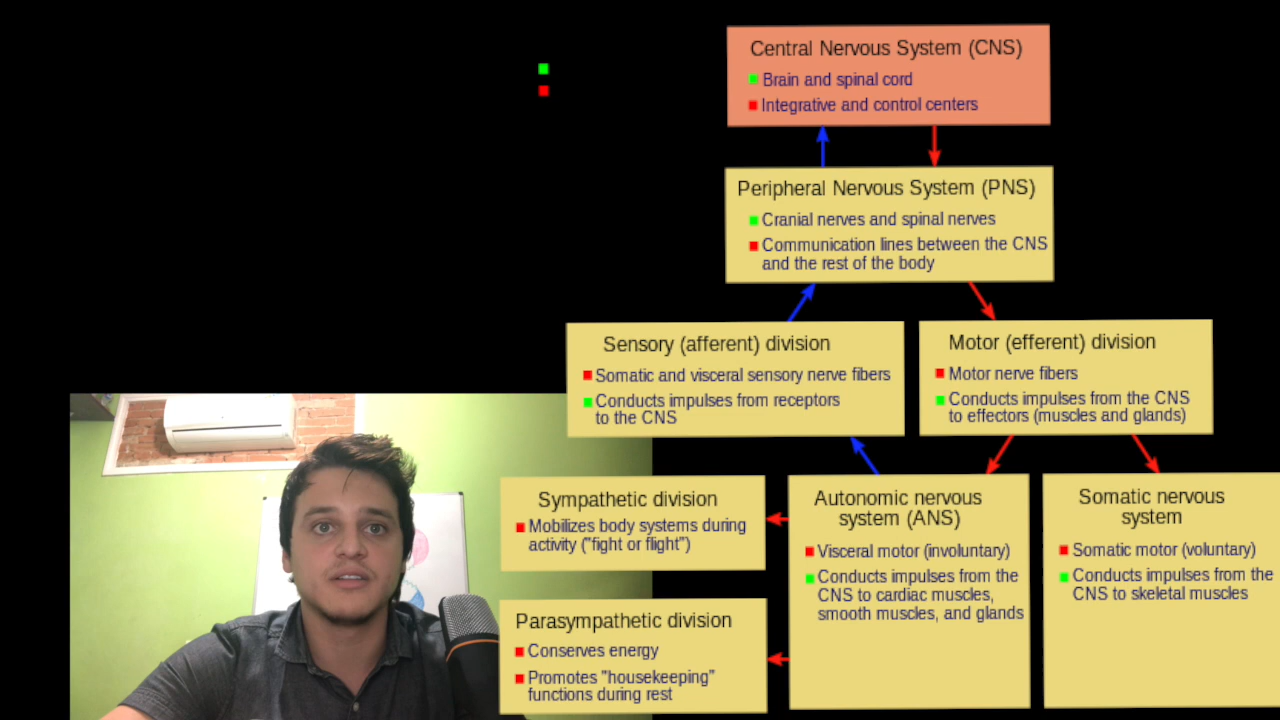 Central Nervous System (CNS)
Brain and spinal cord
Integrative and control centers
Peripheral Nervous System (PNS)
Cranial nerves and spinal nerves
Communication lines between the CNS
and the rest of the body
Sensory (afferent) division
Somatic and visceral sensory nerve fibers
Conducts impulses from receptors
to the CNS
Motor (efferent) division
Motor nerve fibers
Conducts impulses from the CNS
to effectors (muscles and glands)
Sympathetic division
Mobilizes body systems during
activity ("fight or flight")
Parasympathetic division
Conserves energy
Promotes "housekeeping"
functions during rest
Autonomic nervous
system (ANS)
Visceral motor (involuntary)
Conducts impulses from the
CNS to cardiac muscles,
smooth muscles, and glands
Somatic nervous
system
Somatic motor (voluntary)
Conducts impulses from the
CNS to skeletal muscles